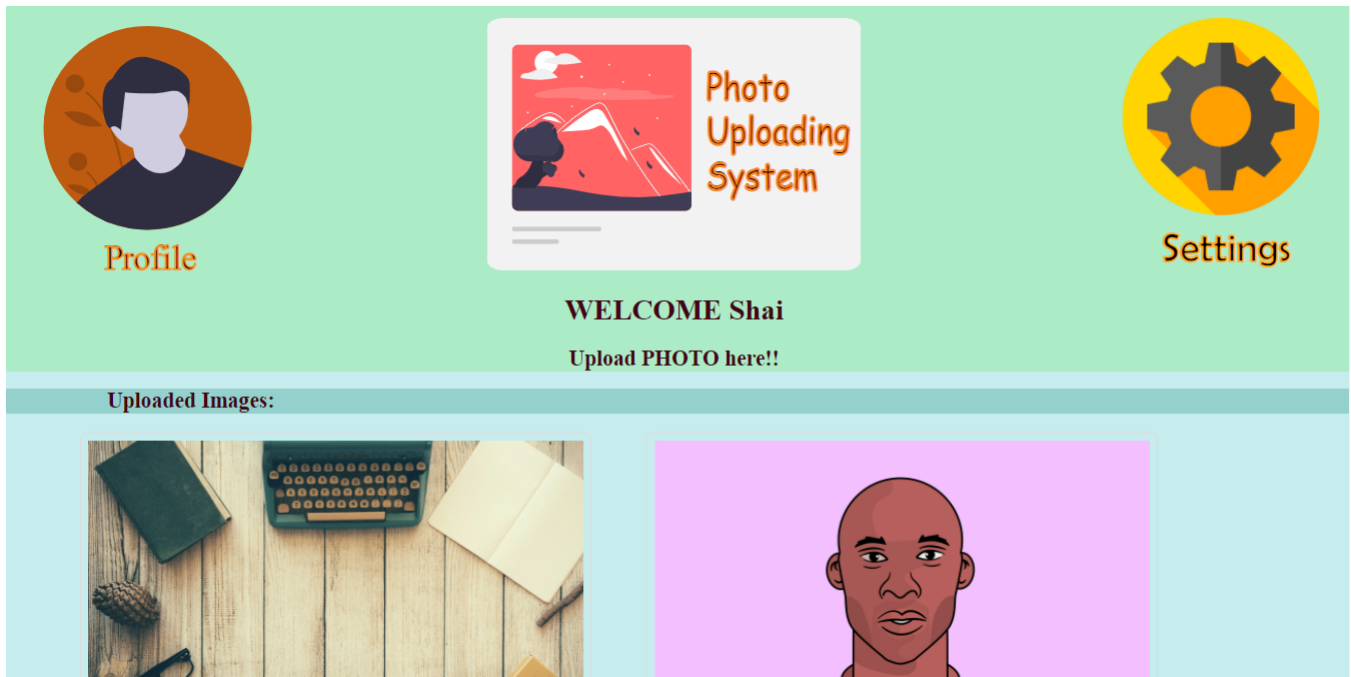 Photo
Uploading
System
Profile
Settings
WELCOME Shai
Upload PHOTO here!!
Uploaded Images: